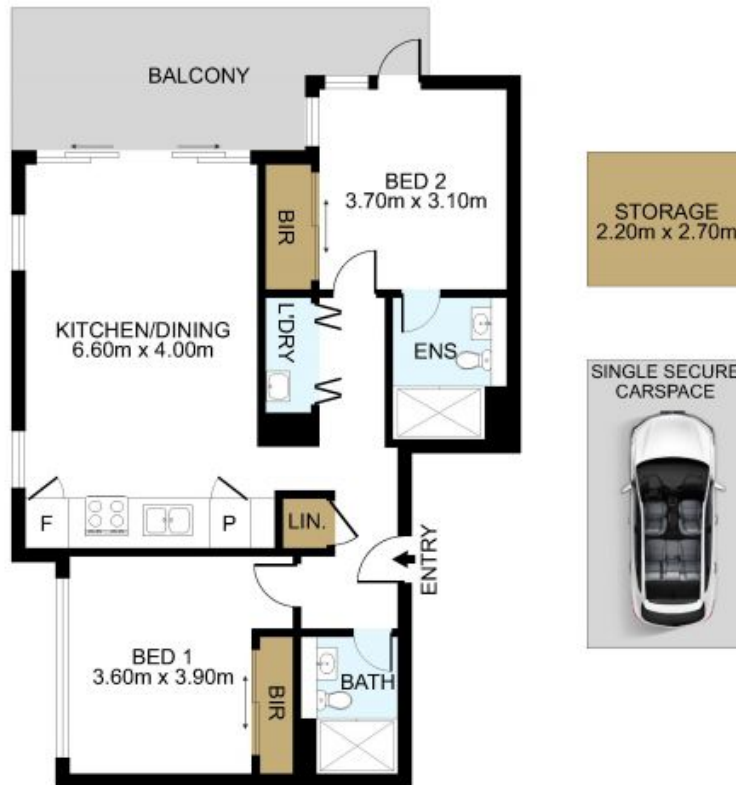 BALCONY
BED 2
3.70m x 3.10m
BIR
STORAGE
2.20m x 2.70m
KITCHEN/DINING
6.60m x 4.00m
L'DRY
ENS
SINGLE SECURE
CARSPACE
F
P
LIN.
ENTRY
BED 1
3.60m x 3.90m
BIR
BATH